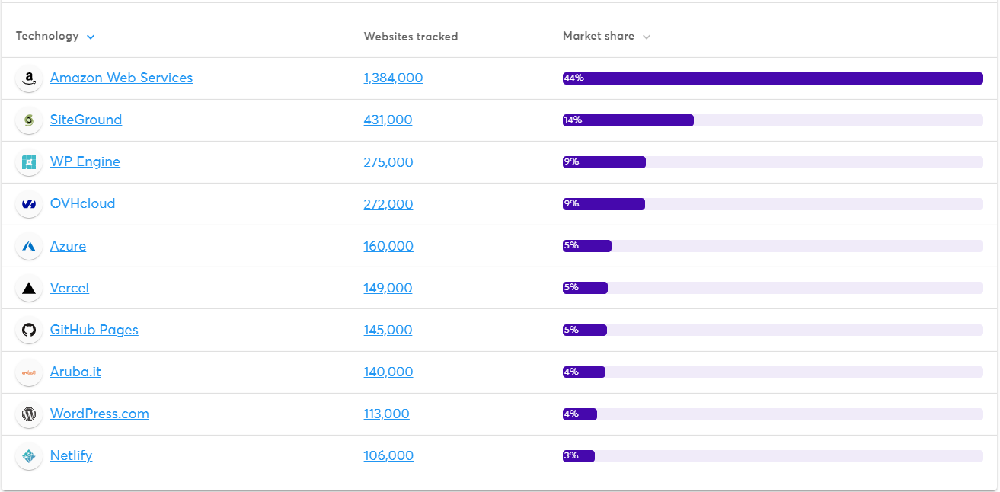 Technology Websites tracked Market share
Amazon Web Services 1,384,000 44%
SiteGround 431,000 14%
WP Engine 275,000 9%
OVHcloud 272,000 9%
Azure 160,000 5%
Vercel 149,000 5%
GitHub Pages 145,000 5%
Aruba.it 140,000 4%
WordPress.com 113,000 4%
Netlify 106,000 3%